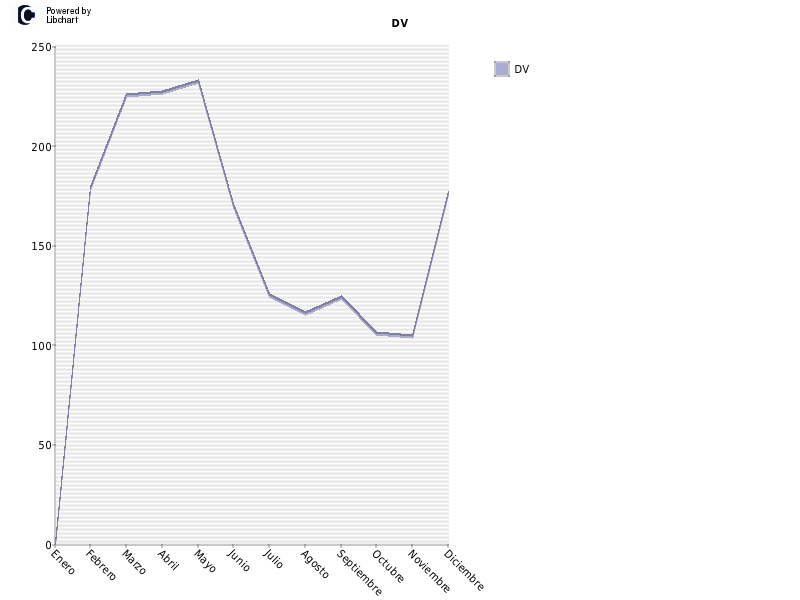 Powered by
Libchart
DV
DV
250
200
150
100
50
0
Enero
Febrero
Marzo
Abril
Mayo
Junio
Julio
Agosto
Septiembre
Octubre
Noviembre
Diciembre